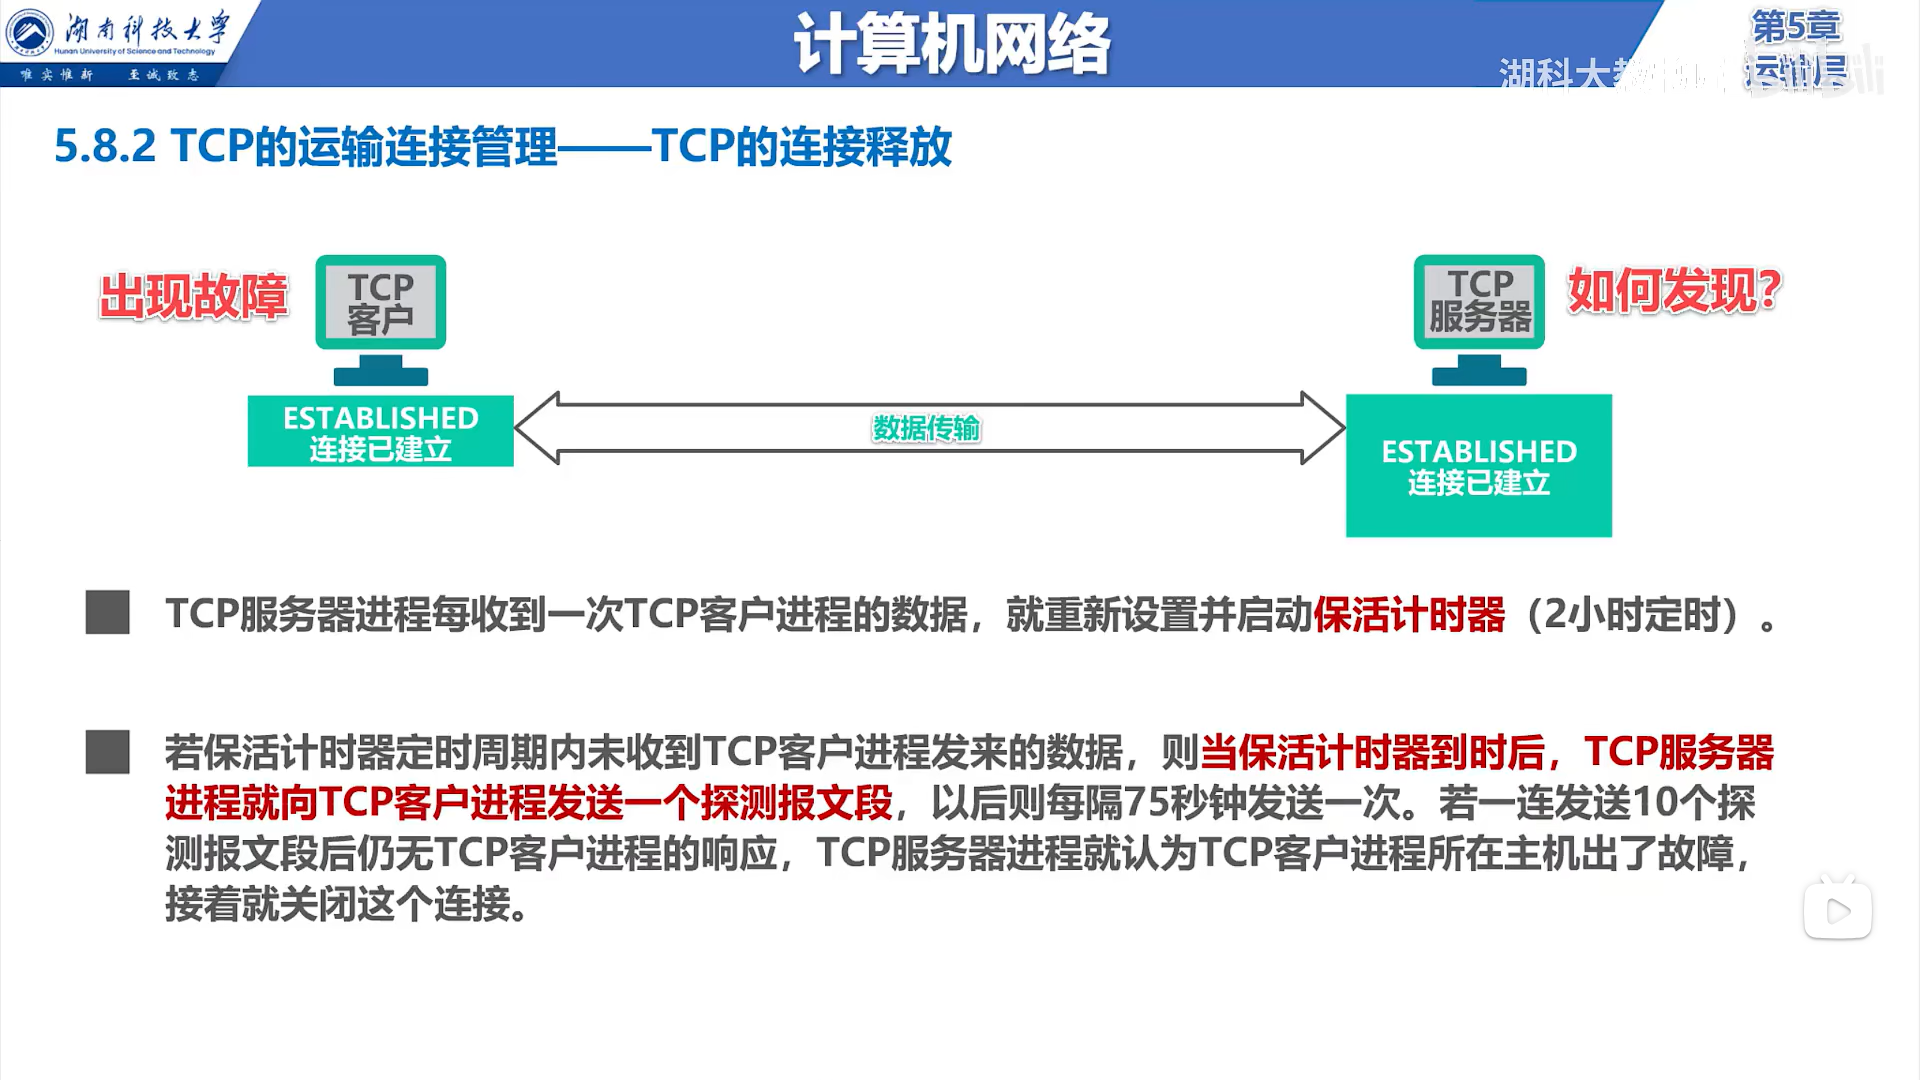 湖南科技大学
Hunan University of Science and Technology
唯实惟新 至诚致志
计算机网络
第5章
运输层
湖科大教
5.8.2 TCP的运输连接管理——TCP的连接释放
出现故障
TCP
客户
TCP
服务器
如何发现?
ESTABLISHED
连接已建立
数据传输
ESTABLISHED
连接已建立
TCP服务器进程每收到一次TCP客户进程的数据，就重新设置并启动保活计时器（2小时定时）。
若保活计时器定时周期内未收到TCP客户进程发来的数据，则当保活计时器到时后，TCP服务器
进程就向TCP客户进程发送一个探测报文段，以后则每隔75秒钟发送一次。若一连发送10个探
测报文段后仍无TCP客户进程的响应，TCP服务器进程就认为TCP客户进程所在主机出了故障，
接着就关闭这个连接。